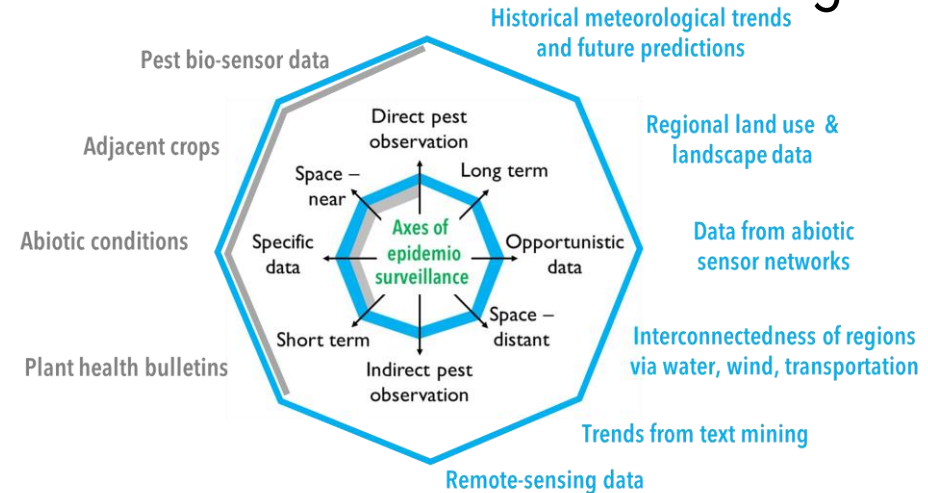 Historical meteorological trends
and future predictions
Pest bio-sensor data
Direct pest
observation
Regional land use &
landscape data
Adjacent crops
Space –
near
Long term
Axes of
epidemio
surveillance
Abiotic conditions
Specific
data
Opportunistic
data
Data from abiotic
sensor networks
Short term
Space –
distant
Interconnectedness of regions
via water, wind, transportation
Plant health bulletins
Indirect pest
observation
Trends from text mining
Remote-sensing data